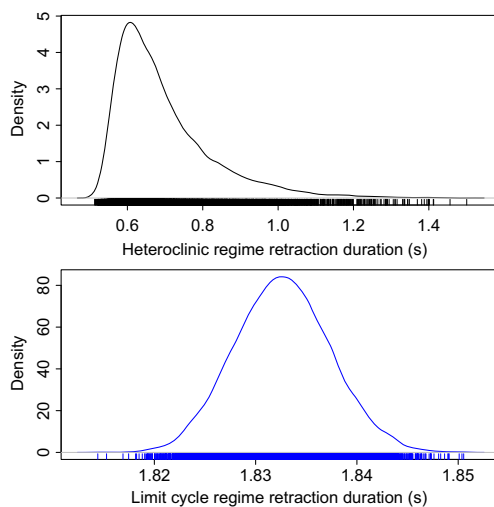 5
4
3
2
1
0
Density
0.6 0.8 1.0 1.2 1.4
Heteroclinic regime retraction duration (s)
80
60
40
20
0
Density
1.82 1.83 1.84 1.85
Limit cycle regime retraction duration (s)